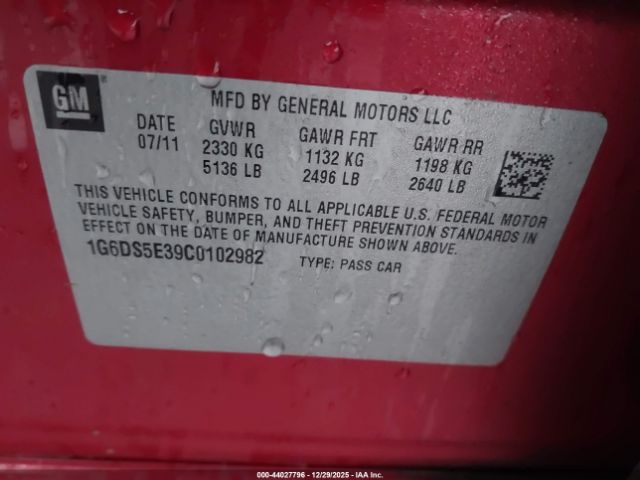 GM ®
MFD BY GENERAL MOTORS LLC
DATE GVWR GAWR FRT GAWR RR
07/11 2330 KG 1132 KG 1198 KG
5136 LB 2496 LB 2640 LB
THIS VEHICLE CONFORMS TO ALL APPLICABLE U.S. FEDERAL MOTOR
VEHICLE SAFETY, BUMPER, AND THEFT PREVENTION STANDARDS IN
EFFECT ON THE DATE OF MANUFACTURE SHOWN ABOVE.
1G6DS5E39C0102982 TYPE: PASS CAR
000-44027796 - 12/29/2025 - IAA Inc.